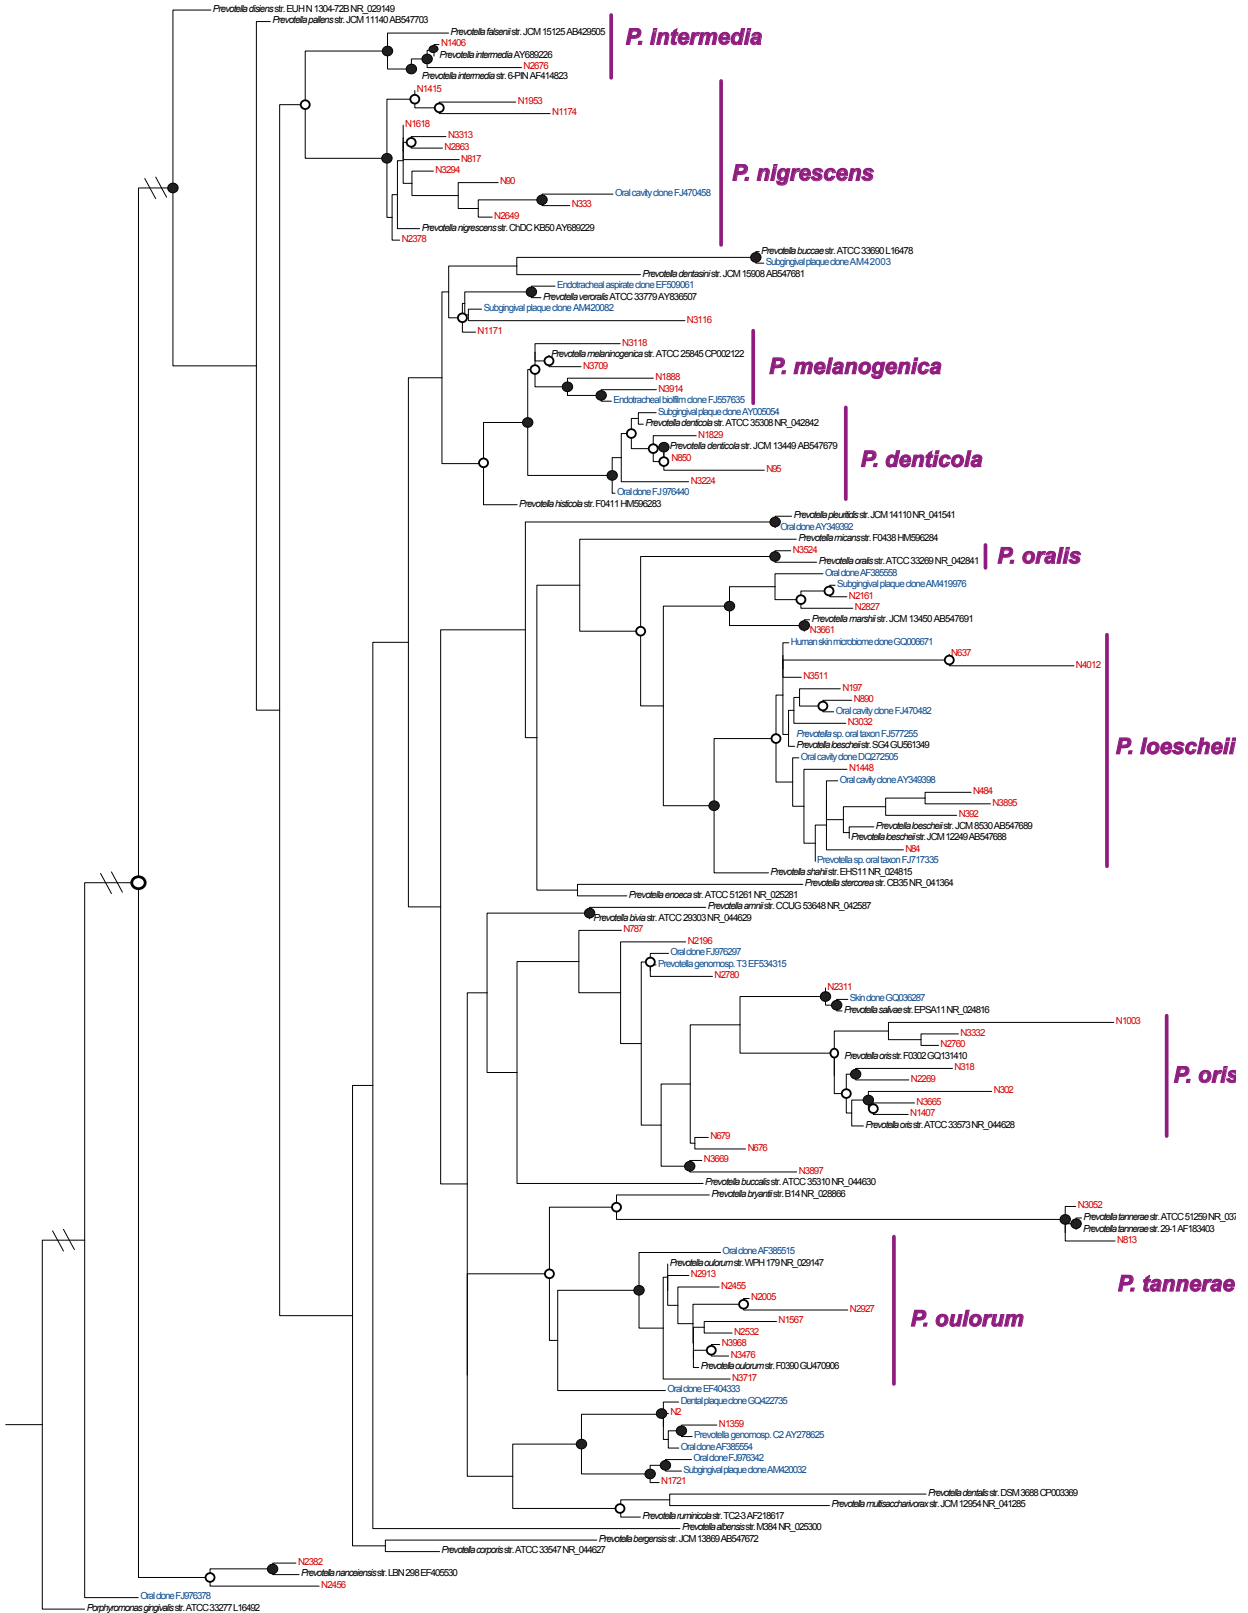 Prevotella disiens str. EUH N 1304-72B NR_029149
Prevotella pallens str. JCM 11140 AB547703
Prevotella falsenii str. JCM 15125 AB429505
P. intermedia
N1406
Prevotella intermedia AY689226
N2676
Prevotella intermedia str. 6-PIN AF414823
N1415
N1953
N1174
N1618
N3313
N2863
N817
N3294
P. nigrescens
N90
Oral cavity clone FJ470458
N333
N2649
Prevotella nigrescens str. ChDC KB50 AY689229
N2378
Prevotella buccae str. ATCC 33690 L16478
Subgingival plaque clone AM42003
Prevotella dentasini str. JCM 15908 AB547681
Endotracheal aspirate clone EF509061
Prevotella veroralis ATCC 33779 AY836507
Subgingival plaque clone AM420082
N3116
N1171
N3118
Prevotella melaninogenica str. ATCC 25845 CP002122
N3709
P. melanogenica
N1888
N3914
Endotracheal biofilm clone FJ557635
Subgingival plaque clone AY005054
Prevotella denticola str. ATCC 35308 NR_042842
N1829
Prevotella denticola str. JCM 13449 AB547679
N850
P. denticola
N95
N3224
Oral clone FJ976440
Prevotella histicola str. F0411 HM596283
Prevotella pleuritidis str. JCM 14110 NR_041541
Oral clone AY349392
Prevotella micans str. F0438 HM596284
N3524
P. oralis
Prevotella oralis str. ATCC 33269 NR_042841
Oral clone AF385558
Subgingival plaque clone AM419976
N2161
N2827
Prevotella marshii str. JCM 13450 AB547691
N3661
Human skin microbiome clone GQ006671
N637
N4012
N3511
N197
N890
Oral cavity clone FJ470482
N3032
Prevotella sp. oral taxon FJ577255
Prevotella loescheii str. SG4 GU561349
P. loescheii
Oral cavity clone DQ272505
N1448
Oral cavity clone AY349398
N484
N3895
N392
Prevotella loescheii str. JCM 8530 AB547689
Prevotella loescheii str. JCM 12249 AB547688
N84
Prevotella sp. oral taxon FJ717335
Prevotella shahii str. EHS11 NR_024815
Prevotella stercorea str. CB35 NR_041364
Prevotella enoeca str. ATCC 51261 NR_025281
Prevotella amnii str. CCUG 53648 NR_042587
Prevotella bivia str. ATCC 29303 NR_044629
N787
N2196
Oral clone FJ976297
Prevotella genomosp. T3 EF534315
N2780
N2311
Skin clone GQ036287
Prevotella salivae str. EPSA11 NR_024816
N1003
N3332
N2760
Prevotella oris str. F0302 GQ131410
N318
P. oris
N2269
N302
N3665
N1407
Prevotella oris str. ATCC 33573 NR_044628
N679
N676
N3669
N3897
Prevotella buccalis str. ATCC 35310 NR_044630
Prevotella bryantii str. B14 NR_028866
N3052
Prevotella tannerae str. ATCC 51259 NR_037
Prevotella tannerae str. 29-1 AF183403
N813
Oral clone AF385515
Prevotella oulorum str. WPH 179 NR_029147
N2913
P. tannerae
N2455
N2005
N2927
P. oulorum
N1567
N2532
N3968
N3476
Prevotella oulorum str. F0390 GU470906
N3717
Oral clone EF404333
Dental plaque clone GQ422735
N2
N1359
Prevotella genomosp. C2 AY278625
Oral clone AF385554
Oral clone FJ976342
Subgingival plaque clone AM420032
N1721
Prevotella dentalis str. DSM 3688 CP003369
Prevotella multisaccharivorax str. JCM 12954 NR_041285
Prevotella ruminicola str. TC2-3 AF218617
Prevotella albensis str. M384 NR_025300
Prevotella bergensis str. JCM 13869 AB547672
Prevotella corporis str. ATCC 33547 NR_044627
N2382
Prevotella nanceiensis str. LBN 298 EF405530
N2456
Oral clone FJ976378
Porphyromonas gingivalis str. ATCC 33277 L16492